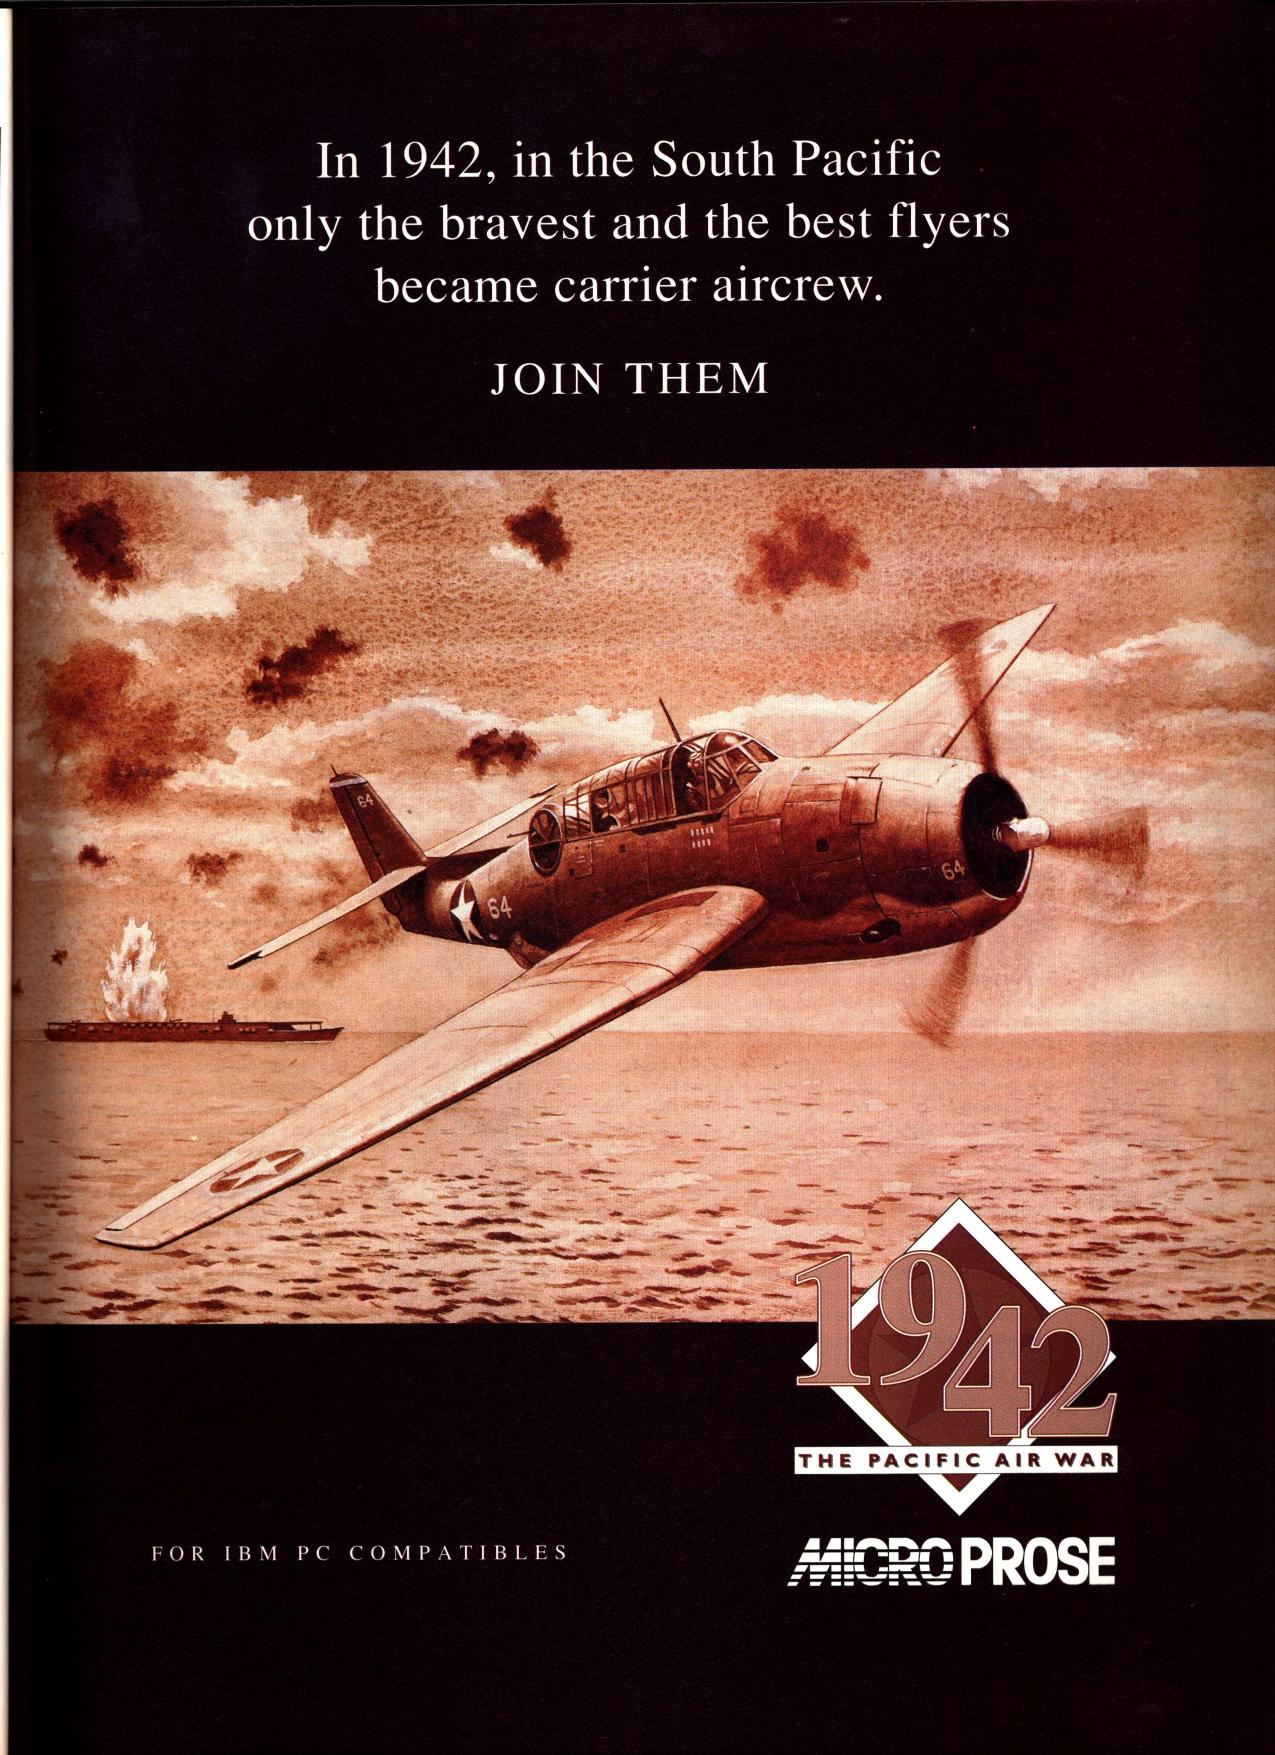 In 1942, in the South Pacific
only the bravest and the best flyers
became carrier aircrew.
JOIN THEM
64
64
64
1942
THE PACIFIC AIR WAR
FOR IBM PC COMPATIBLES
MICROPROSE